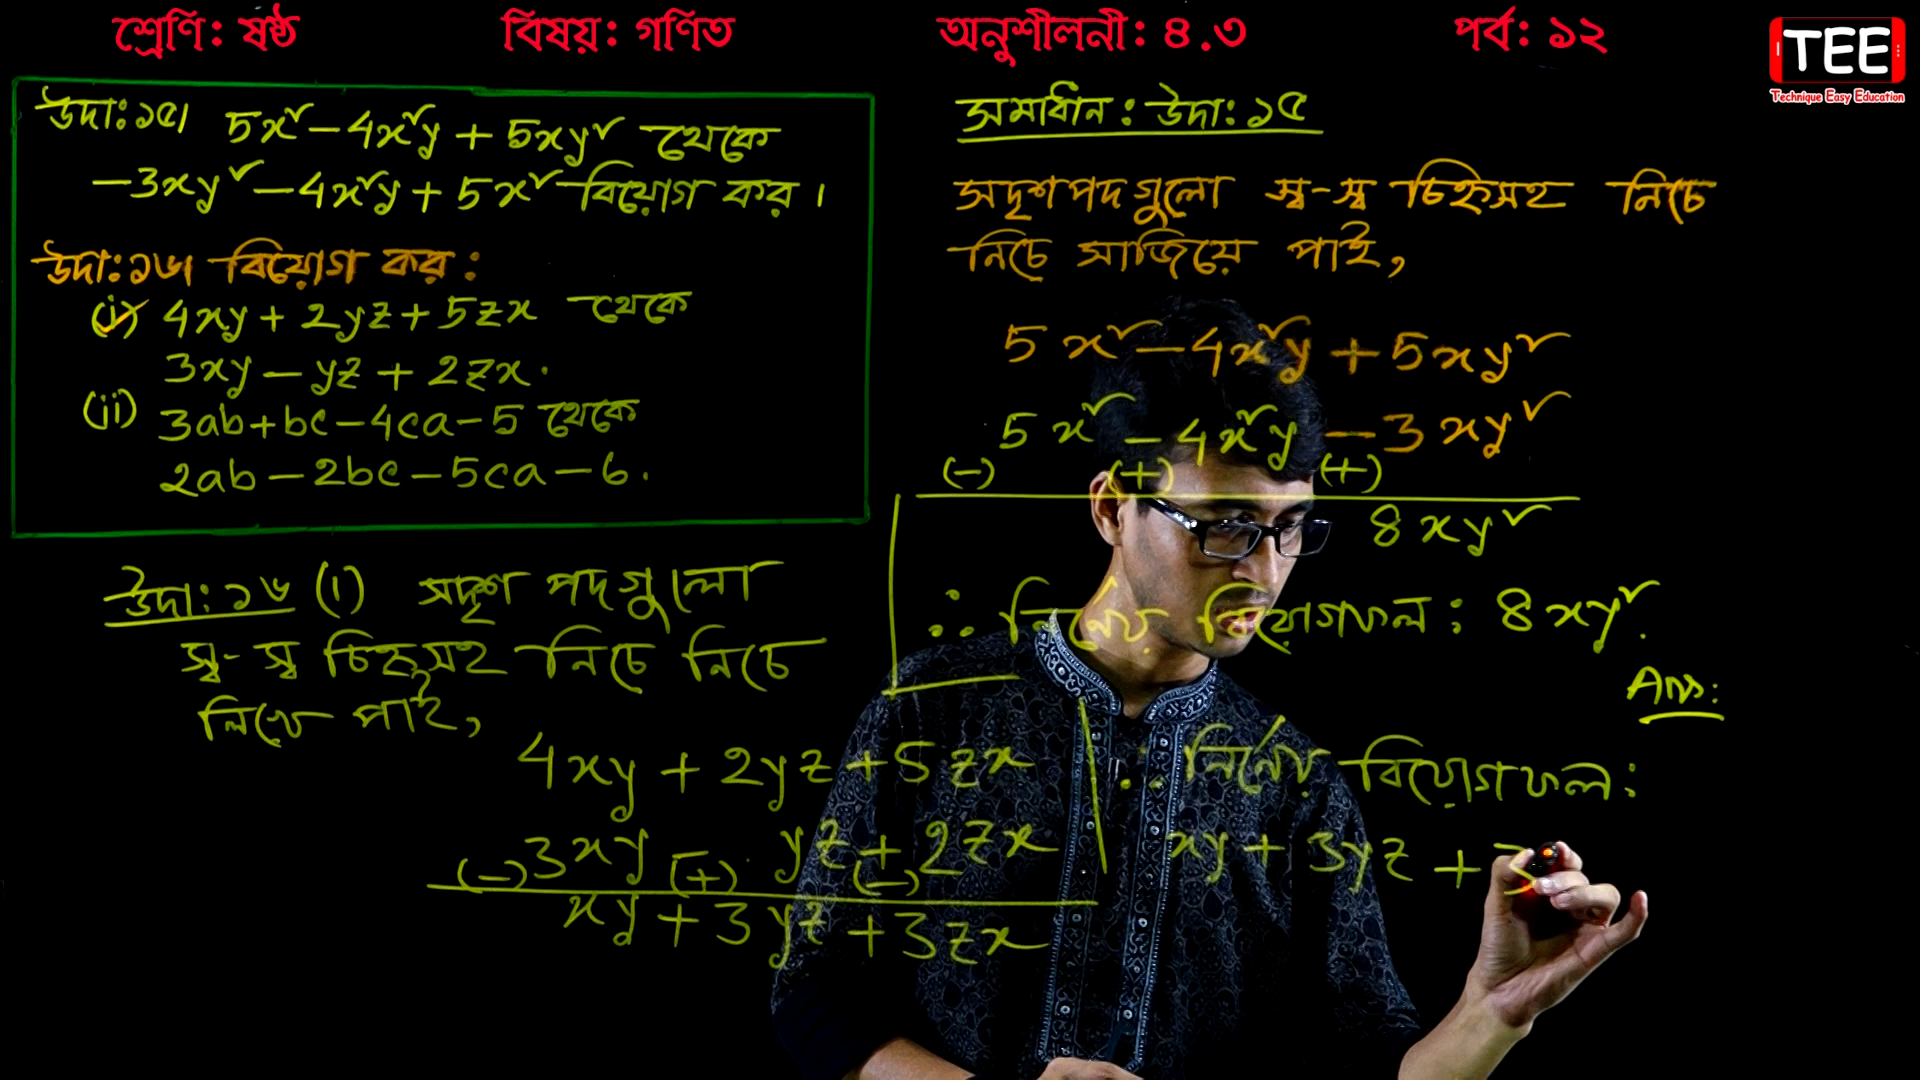 শ্রেণি: ষষ্ঠ বিষয়: গণিত অনুশীলনী: ৪.৩ পর্ব: ১২
TEE
Technique Easy Education
উদা: ১৫। 5x² - 4x²y + 5xy² থেকে
-3xy² - 4x²y + 5x² বিয়োগ কর।
উদা: ১৬। বিয়োগ কর:
(i) 4xy + 2yz + 5zx থেকে
3xy - yz + 2zx.
(ii) 3ab + bc - 4ca - 5 থেকে
2ab - 2bc - 5ca - 6.
সমাধান: উদা: ১৫
সদৃশ পদগুলো স্ব-স্ব চিহ্নসহ নিচে
নিচে সাজিয়ে পাই,
5x² - 4x²y + 5xy²
5x² - 4x²y - 3xy²
(-) (+) (+)
8xy²
∴ নির্ণেয় বিয়োগফল: 8xy².
Ans:
উদা: ১৬ (i) সদৃশ পদগুলো
স্ব-স্ব চিহ্নসহ নিচে নিচে
লিখে পাই,
4xy + 2yz + 5zx
3xy - yz + 2zx
(-) (+) (-)
xy + 3yz + 3zx
∴ নির্ণেয় বিয়োগফল:
xy + 3yz + 3